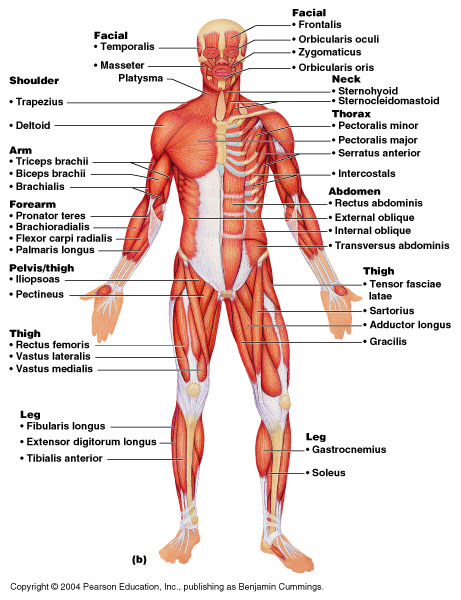 Facial
• Temporalis
• Masseter
Platysma
Shoulder
• Trapezius
• Deltoid
Arm
• Triceps brachii
• Biceps brachii
• Brachialis
Forearm
• Pronator teres
• Brachioradialis
• Flexor carpi radialis
• Palmaris longus
Pelvis/thigh
• Iliopsoas
• Pectineus
Thigh
• Rectus femoris
• Vastus lateralis
• Vastus medialis
Leg
• Fibularis longus
• Extensor digitorum longus
• Tibialis anterior
Facial
• Frontalis
• Orbicularis oculi
• Zygomaticus
• Orbicularis oris
Neck
• Sternohyoid
• Sternocleidomastoid
Thorax
• Pectoralis minor
• Pectoralis major
• Serratus anterior
• Intercostals
Abdomen
• Rectus abdominis
• External oblique
• Internal oblique
• Transversus abdominis
Thigh
• Tensor fasciae
latae
• Sartorius
• Adductor longus
• Gracilis
Leg
• Gastrocnemius
• Soleus
(b)
Copyright © 2004 Pearson Education, Inc., publishing as Benjamin Cummings.